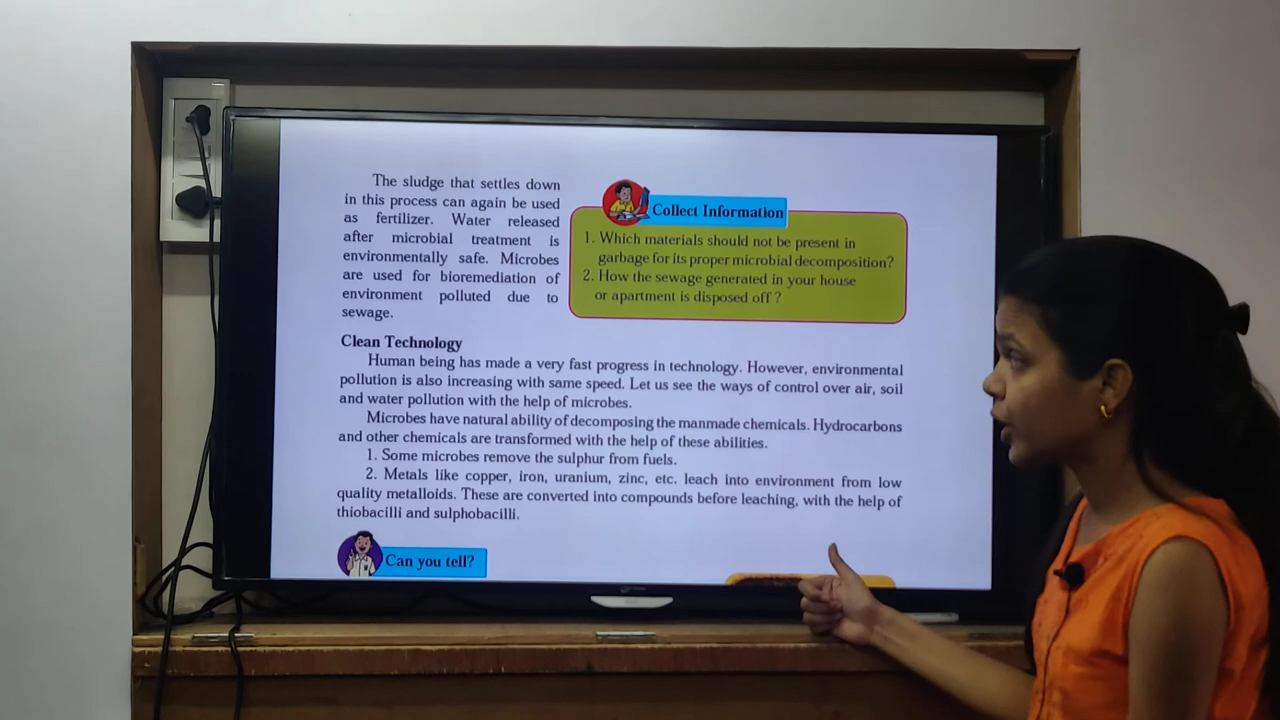 The sludge that settles down
in this process can again be used
as fertilizer. Water released
after microbial treatment is
environmentally safe. Microbes
are used for bioremediation of
environment polluted due to
sewage.
Collect Information
1. Which materials should not be present in
garbage for its proper microbial decomposition?
2. How the sewage generated in your house
or apartment is disposed off ?
Clean Technology
Human being has made a very fast progress in technology. However, environmental
pollution is also increasing with same speed. Let us see the ways of control over air, soil
and water pollution with the help of microbes.
Microbes have natural ability of decomposing the manmade chemicals. Hydrocarbons
and other chemicals are transformed with the help of these abilities.
1. Some microbes remove the sulphur from fuels.
2. Metals like copper, iron, uranium, zinc, etc. leach into environment from low
quality metalloids. These are converted into compounds before leaching, with the help of
thiobacilli and sulphobacilli.
Can you tell?